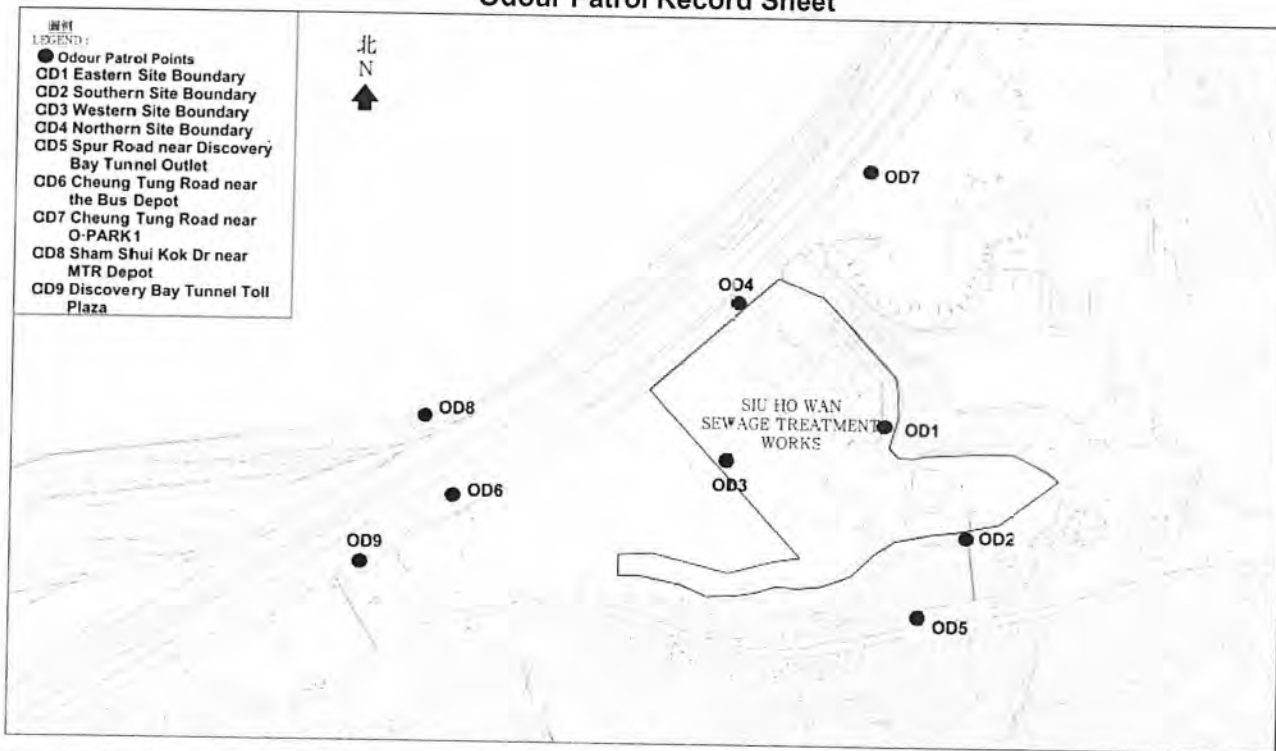 Odour Patrol Record Sheet
圖例
LEGEND:
Odour Patrol Points
OD1 Eastern Site Boundary
OD2 Southern Site Boundary
OD3 Western Site Boundary
OD4 Northern Site Boundary
OD5 Spur Road near Discovery
Bay Tunnel Outlet
OD6 Cheung Tung Road near
the Bus Depot
OD7 Cheung Tung Road near
O-PARK1
OD8 Sham Shui Kok Dr near
MTR Depot
OD9 Discovery Bay Tunnel Toll
Plaza
北
N
OD7
OD4
OD8
SIU HO WAN
SEWAGE TREATMENT
WORKS
OD1
OD3
OD6
OD9
OD2
OD5